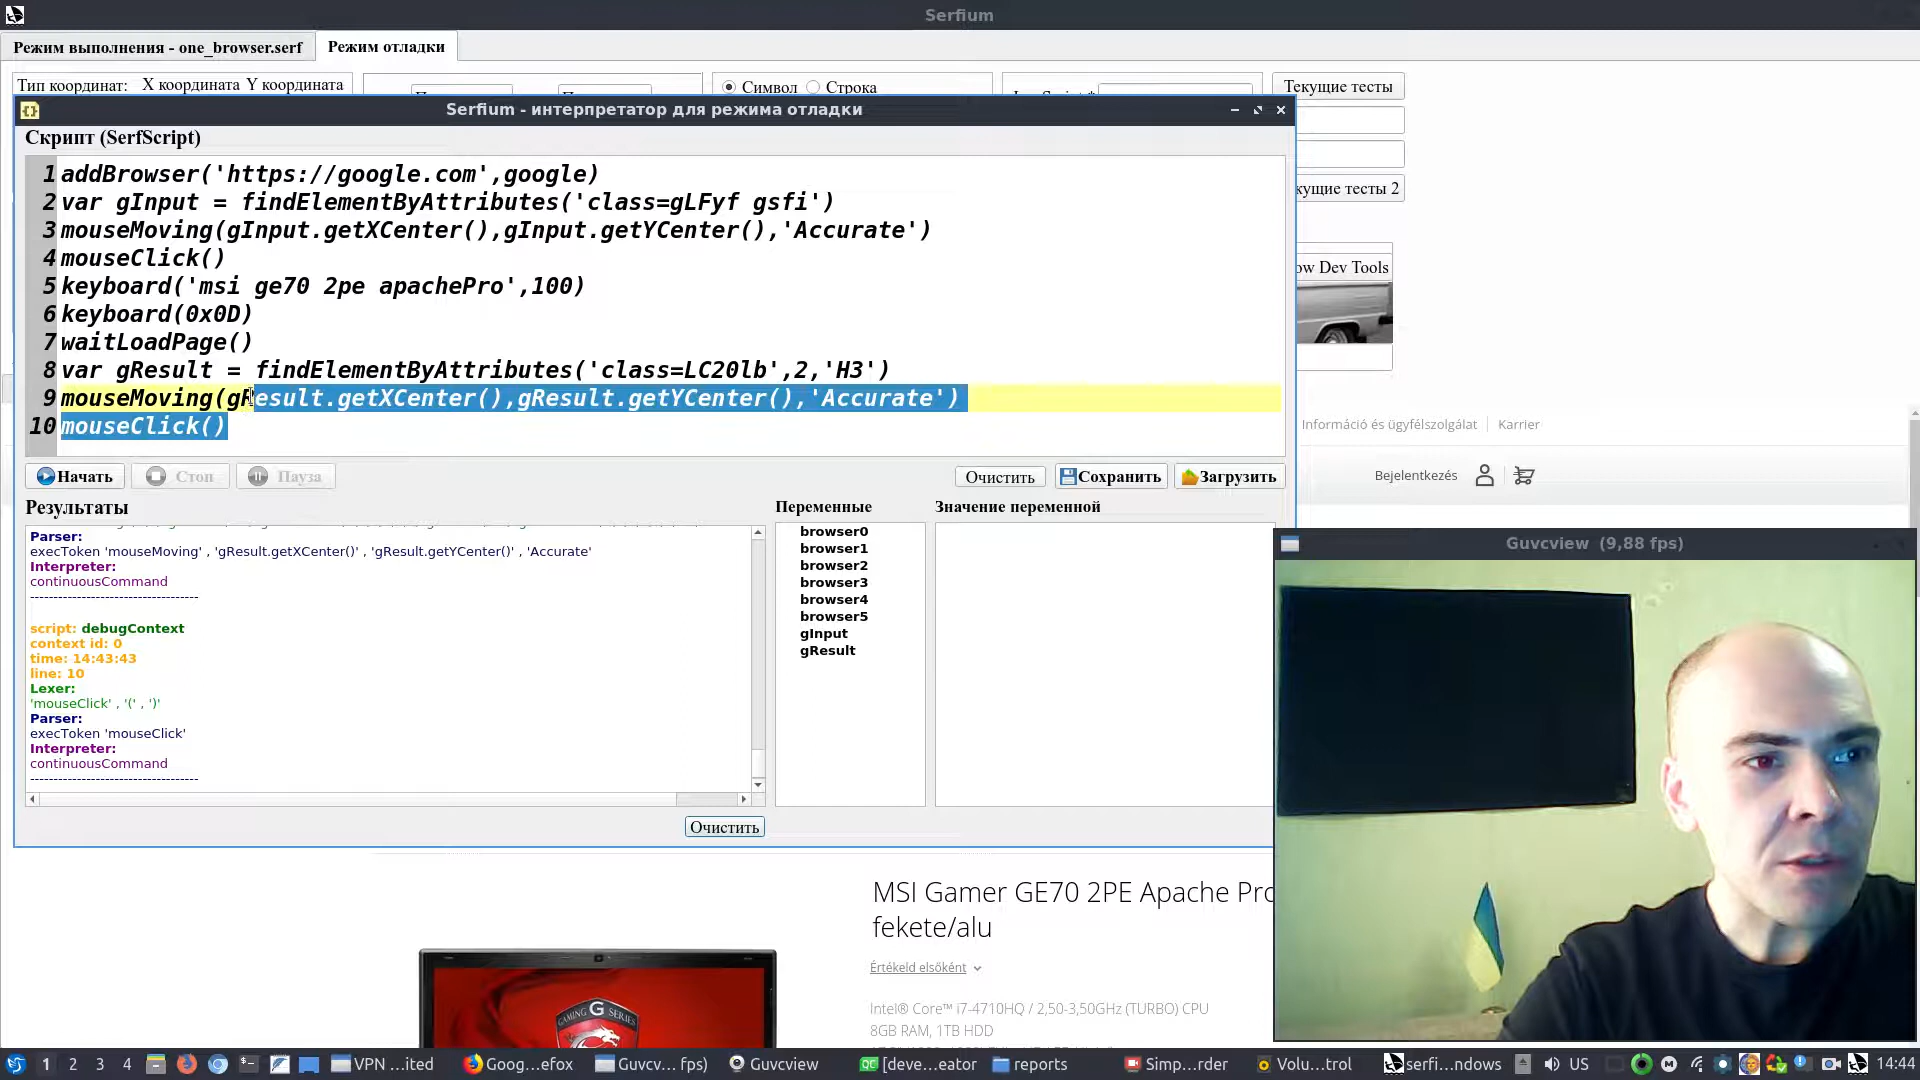 Serfium
Режим выполнения - one_browser.serf
Режим отладки
Тип координат: X координата Y координата
Символ
Строка
Текущие тесты
Serfium - интерпретатор для режима отладки
Скрипт (SerfScript)
1 addBrowser('https://google.com',google)
2 var gInput = findElementByAttributes('class=gLFyf gsfi')
3 mouseMoving(gInput.getXCenter(),gInput.getYCenter(),'Accurate')
4 mouseClick()
5 keyboard('msi ge70 2pe apachePro',100)
6 keyboard(0x0D)
7 waitLoadPage()
8 var gResult = findElementByAttributes('class=LC20lb',2,'H3')
9 mouseMoving(gResult.getXCenter(),gResult.getYCenter(),'Accurate')
10 mouseClick()
кущие тесты 2
ow Dev Tools
Információ és ügyfélszolgálat
Karrier
Bejelentkezés
Начать
Стоп
Пауза
Очистить
Сохранить
Загрузить
Результаты
Переменные
Значение переменной
Parser:
execToken 'mouseMoving' , 'gResult.getXCenter()' , 'gResult.getYCenter()' , 'Accurate'
Interpreter:
continuousCommand
------------------------------------
script: debugContext
context id: 0
time: 14:43:43
line: 10
Lexer:
'mouseClick' , '(' , ')'
Parser:
execToken 'mouseClick'
Interpreter:
continuousCommand
------------------------------------
browser0
browser1
browser2
browser3
browser4
browser5
gInput
gResult
Очистить
Guvcview (9,88 fps)
MSI Gamer GE70 2PE Apache Pro
fekete/alu
Értékeld elsőként
Intel® Core™ i7-4710HQ / 2,50-3,50GHz (TURBO) CPU
8GB RAM, 1TB HDD
GAMING G SERIES
1 2 3 4
VPN ...ited
Goog...efox
Guvcv... fps)
Guvcview
[deve...eator
reports
Simp...rder
Volu...trol
serfi...ndows
US
14:44